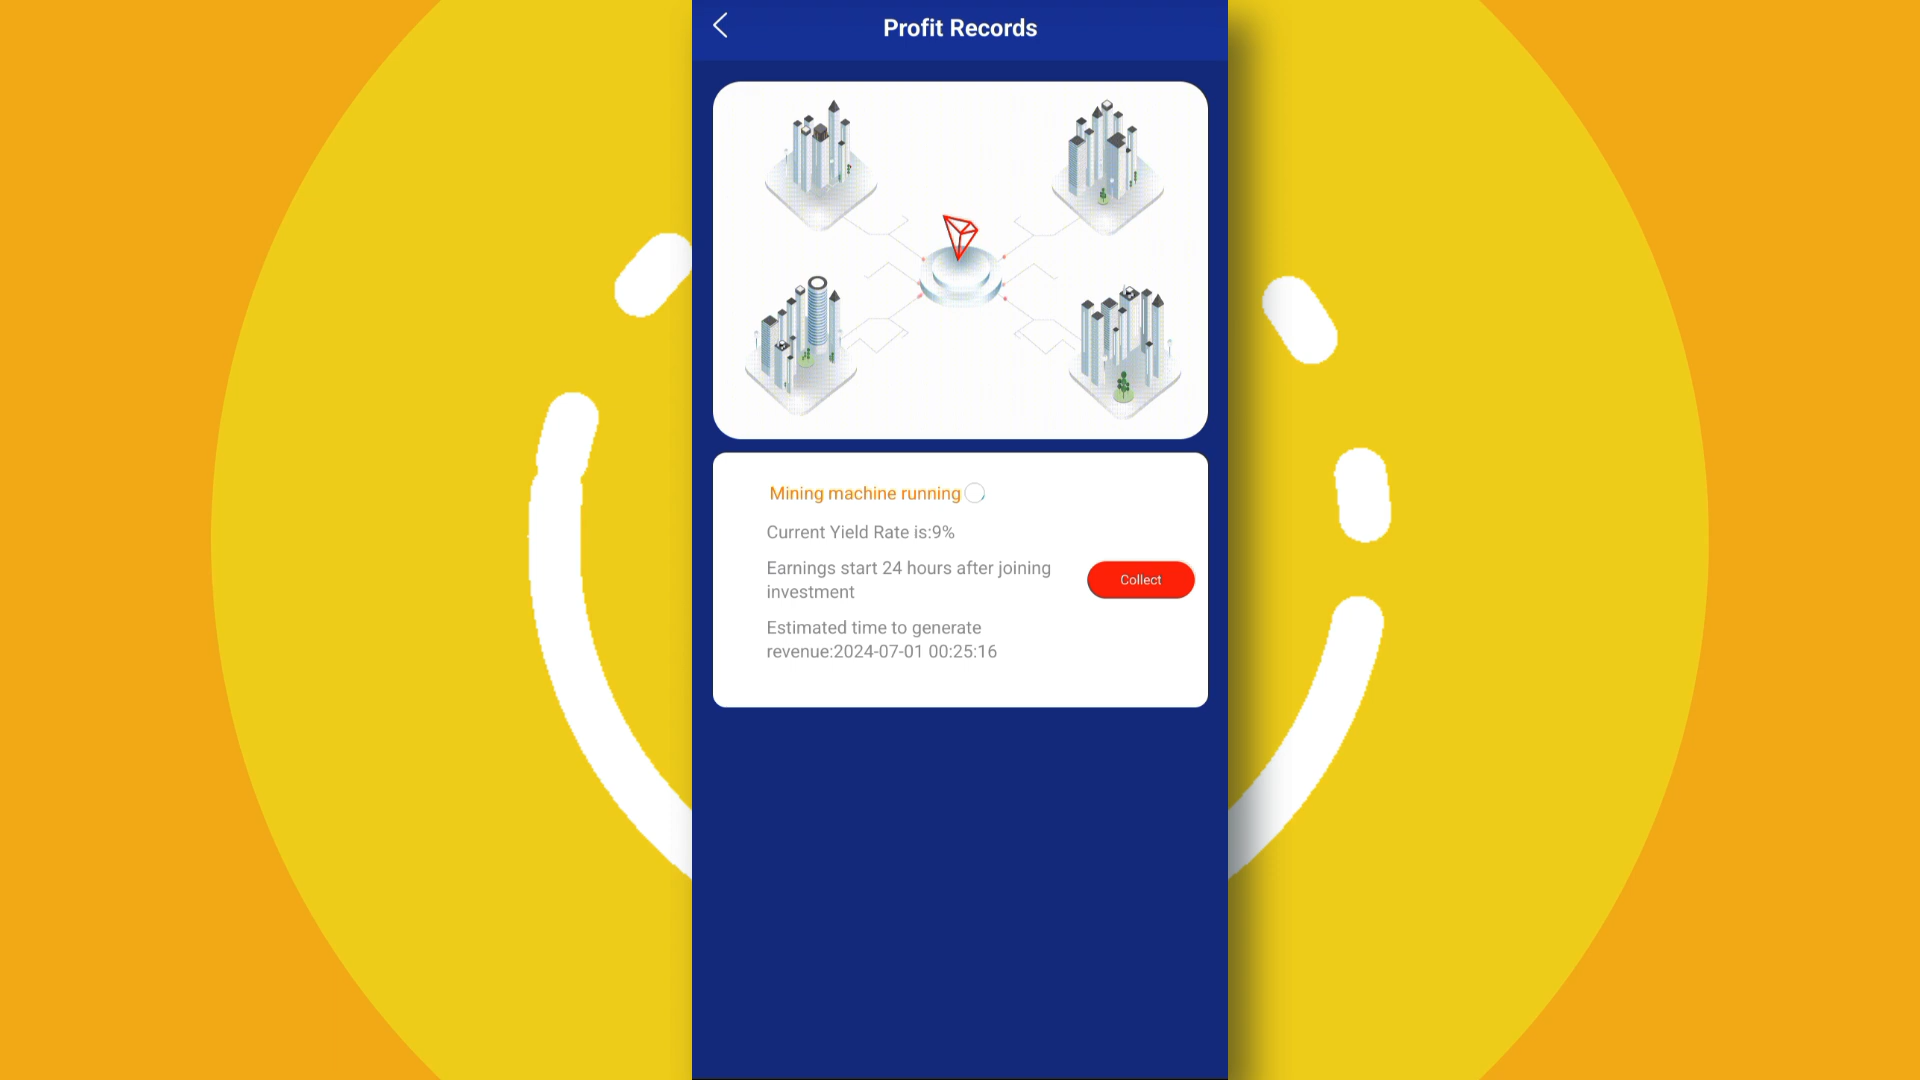 Profit Records
Mining machine running
Current Yield Rate is:9%
Earnings start 24 hours after joining
investment
Collect
Estimated time to generate
revenue:2024-07-01 00:25:16